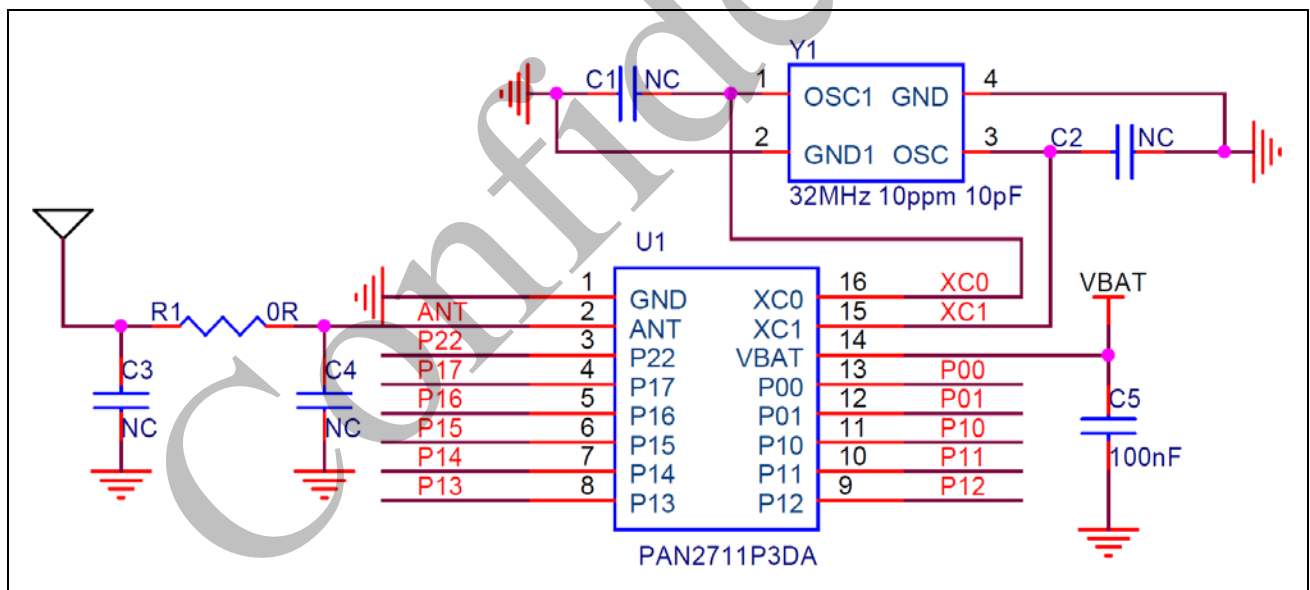 Confide
Y1
C1 NC
1 OSC1 GND 4
2 GND1 OSC 3
C2 NC
32MHz 10ppm 10pF
U1
VBAT
R1 0R
C3
NC
C4
NC
C5
100nF
1 GND XC0 16 XC0
ANT 2 ANT XC1 15 XC1
P22 3 P22 VBAT 14
P17 4 P17 P00 13 P00
P16 5 P16 P01 12 P01
P15 6 P15 P10 11 P10
P14 7 P14 P11 10 P11
P13 8 P13 P12 9 P12
PAN2711P3DA